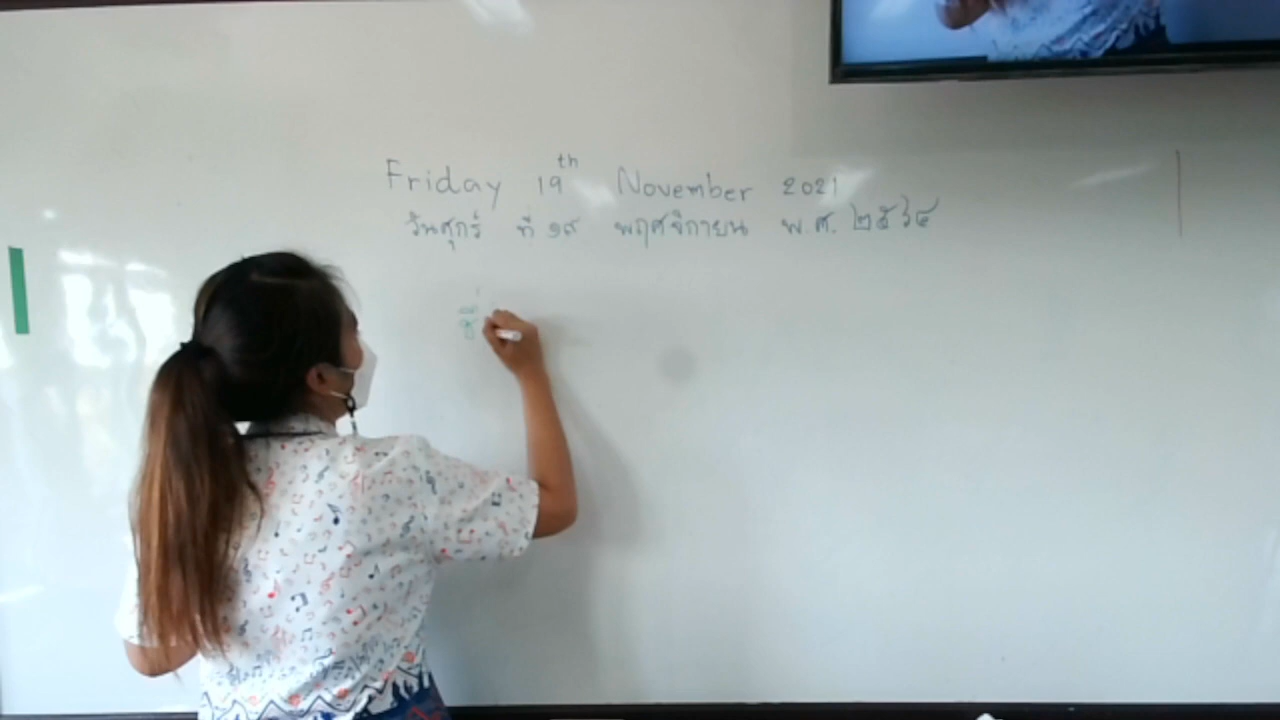 Friday 19th November 2021
วันศุกร์ ที่ ๑๙ พฤศจิกายน พ.ศ. ๒๕๖๔